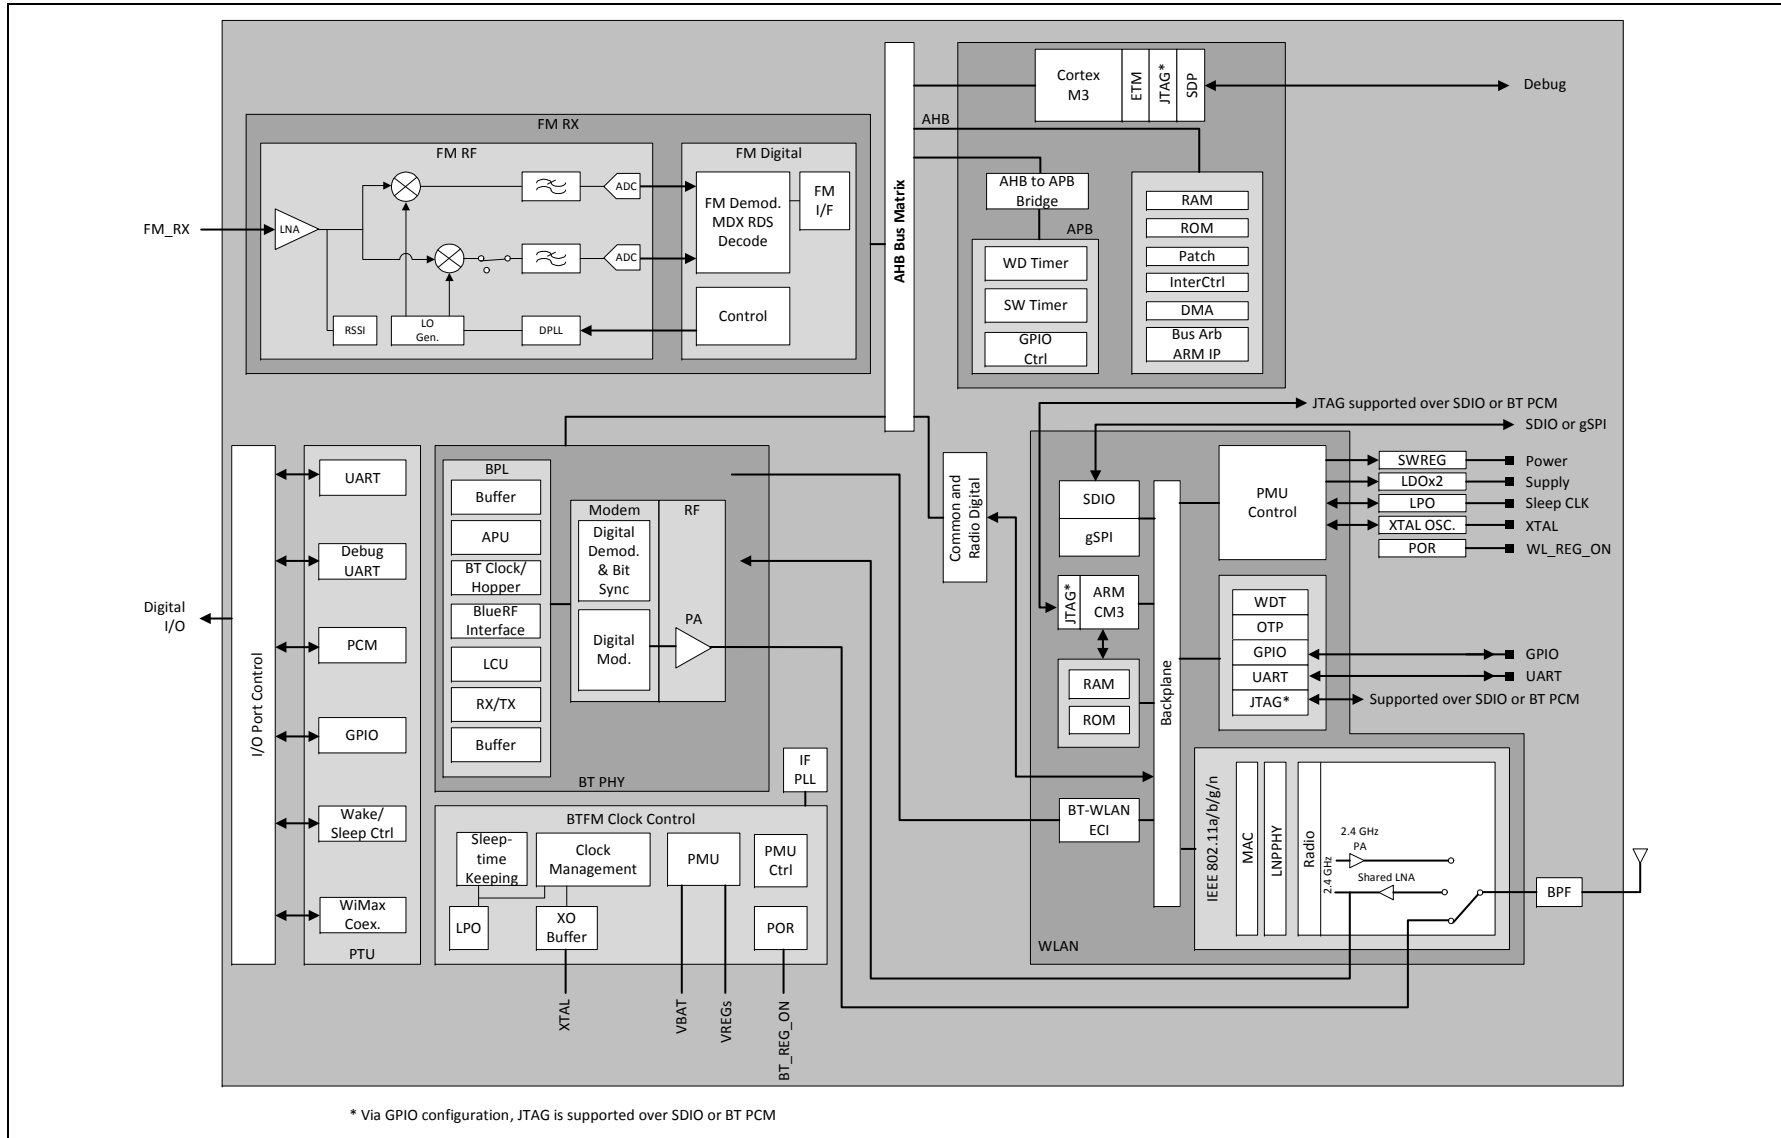 FM RX
FM RF
FM Digital
FM_RX
LNA
ADC
ADC
RSSI
LO
Gen.
DPLL
FM Demod.
MDX RDS
Decode
FM
I/F
Control
AHB Bus Matrix
Cortex
M3
ETM
JTAG*
SDP
Debug
AHB
AHB to APB
Bridge
APB
WD Timer
SW Timer
GPIO
Ctrl
RAM
ROM
Patch
InterCtrl
DMA
Bus Arb
ARM IP
JTAG supported over SDIO or BT PCM
SDIO or gSPI
Digital
I/O
I/O Port Control
UART
Debug
UART
PCM
GPIO
Wake/
Sleep Ctrl
WiMax
Coex.
PTU
BPL
Buffer
APU
BT Clock/
Hopper
BlueRF
Interface
LCU
RX/TX
Buffer
Modem
Digital
Demod.
& Bit
Sync
Digital
Mod.
RF
PA
BT PHY
IF
PLL
BTFM Clock Control
Sleep-
time
Keeping
Clock
Management
PMU
PMU
Ctrl
LPO
XO
Buffer
POR
XTAL
VBAT
VREGs
BT_REG_ON
Common and
Radio Digital
SDIO
gSPI
JTAG*
ARM
CM3
RAM
ROM
BT-WLAN
ECI
Backplane
WLAN
PMU
Control
SWREG
LDOx2
LPO
XTAL OSC.
POR
Power
Supply
Sleep CLK
XTAL
WL_REG_ON
WDT
OTP
GPIO
UART
JTAG*
GPIO
UART
Supported over SDIO or BT PCM
IEEE 802.11a/b/g/n
MAC
LNPPHY
Radio
2.4 GHz
2.4 GHz
PA
Shared LNA
BPF
* Via GPIO configuration, JTAG is supported over SDIO or BT PCM